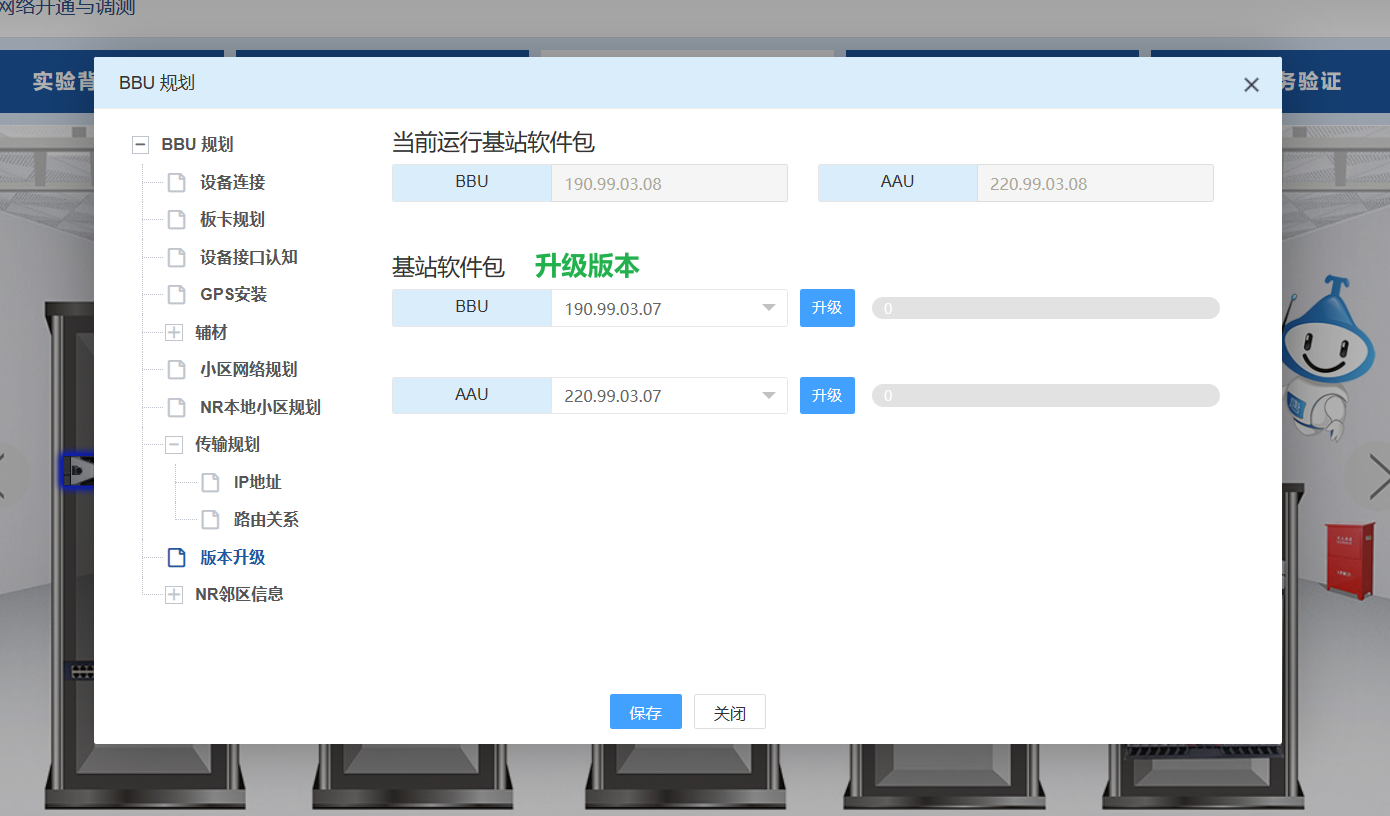 网络开通与调测
实验背
务验证
BBU 规划
BBU 规划
设备连接
板卡规划
设备接口认知
GPS安装
辅材
小区网络规划
NR本地小区规划
传输规划
IP地址
路由关系
版本升级
NR邻区信息
当前运行基站软件包
BBU 190.99.03.08 AAU 220.99.03.08
基站软件包 升级版本
BBU 190.99.03.07 升级 0
AAU 220.99.03.07 升级 0
保存 关闭